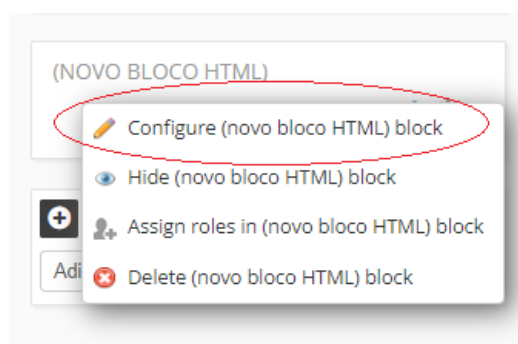 (NOVO BLOCO HTML)
Configure (novo bloco HTML) block
Hide (novo bloco HTML) block
Assign roles in (novo bloco HTML) block
Delete (novo bloco HTML) block
Adi